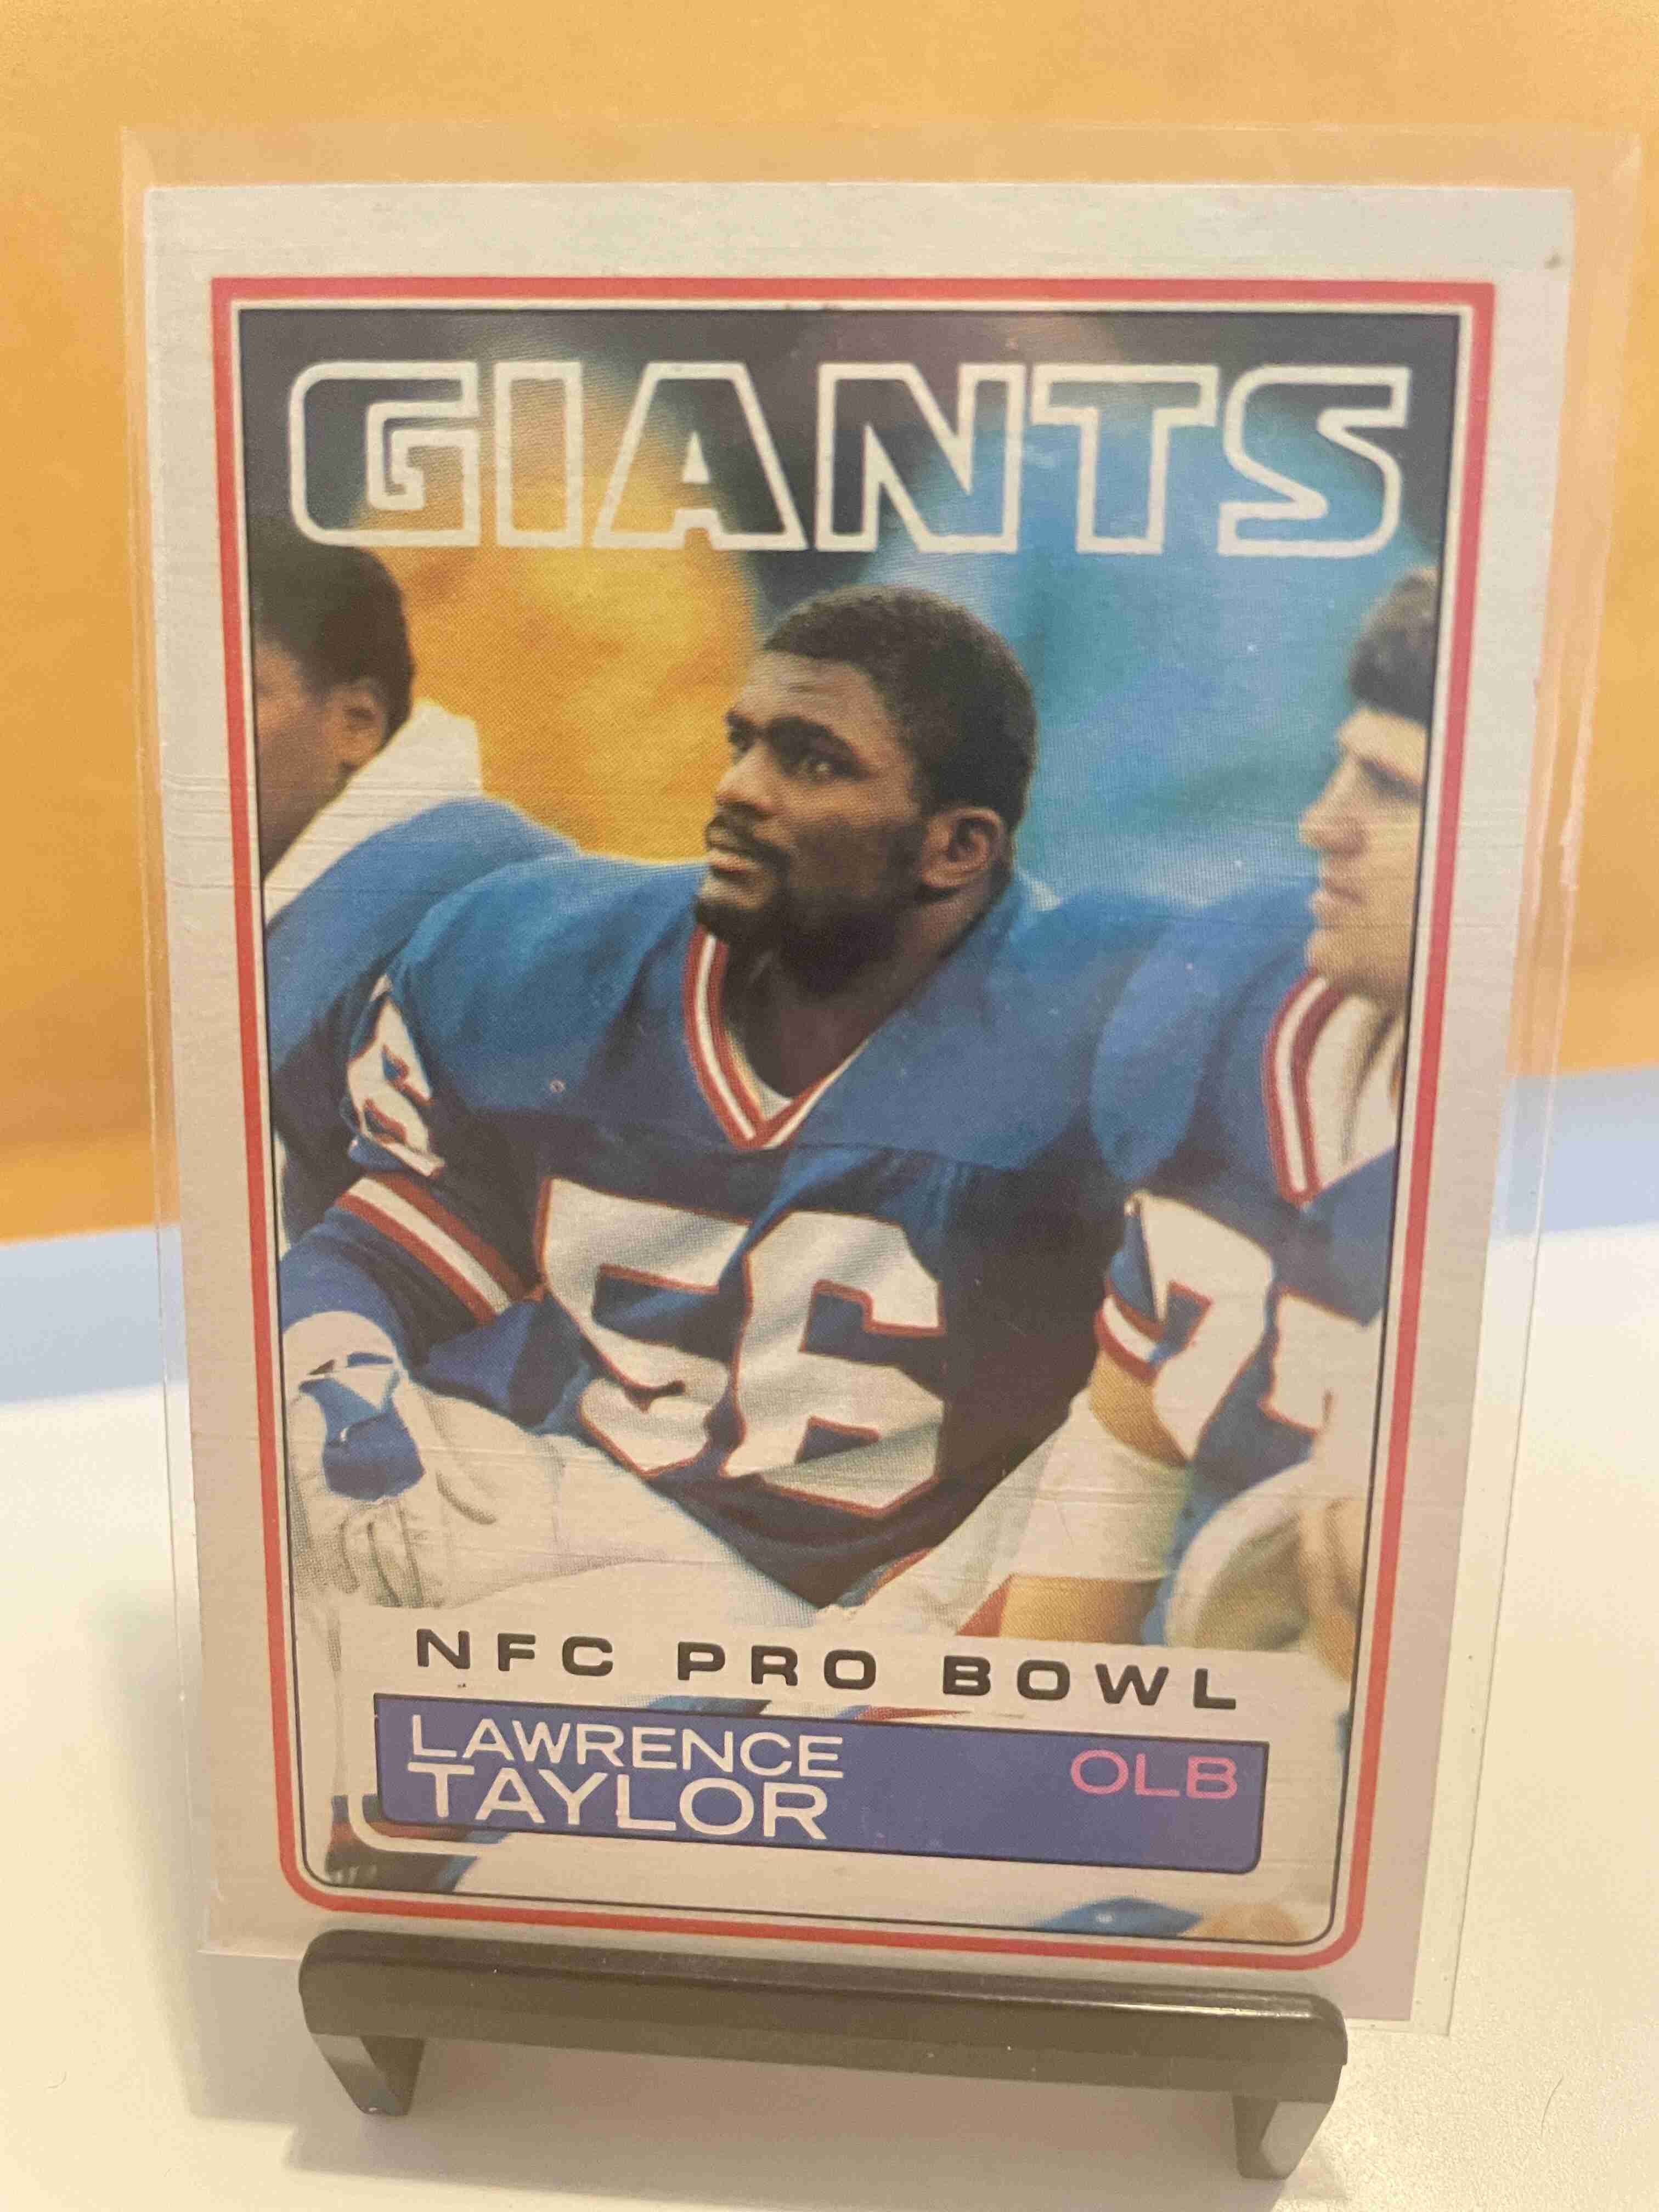 GIANTS
56
NFC PRO BOWL
LAWRENCE
TAYLOR
OLB